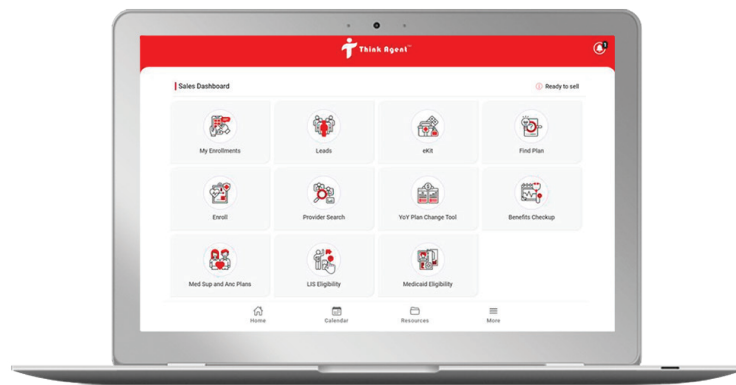 Think Agent™
1
Sales Dashboard
Ready to sell
My Enrollments
Leads
eKit
Find Plan
Enroll
Provider Search
YoY Plan Change Tool
Benefits Checkup
Med Sup and Anc Plans
LIS Eligibility
Medicaid Eligibility
Home
Calendar
Resources
More